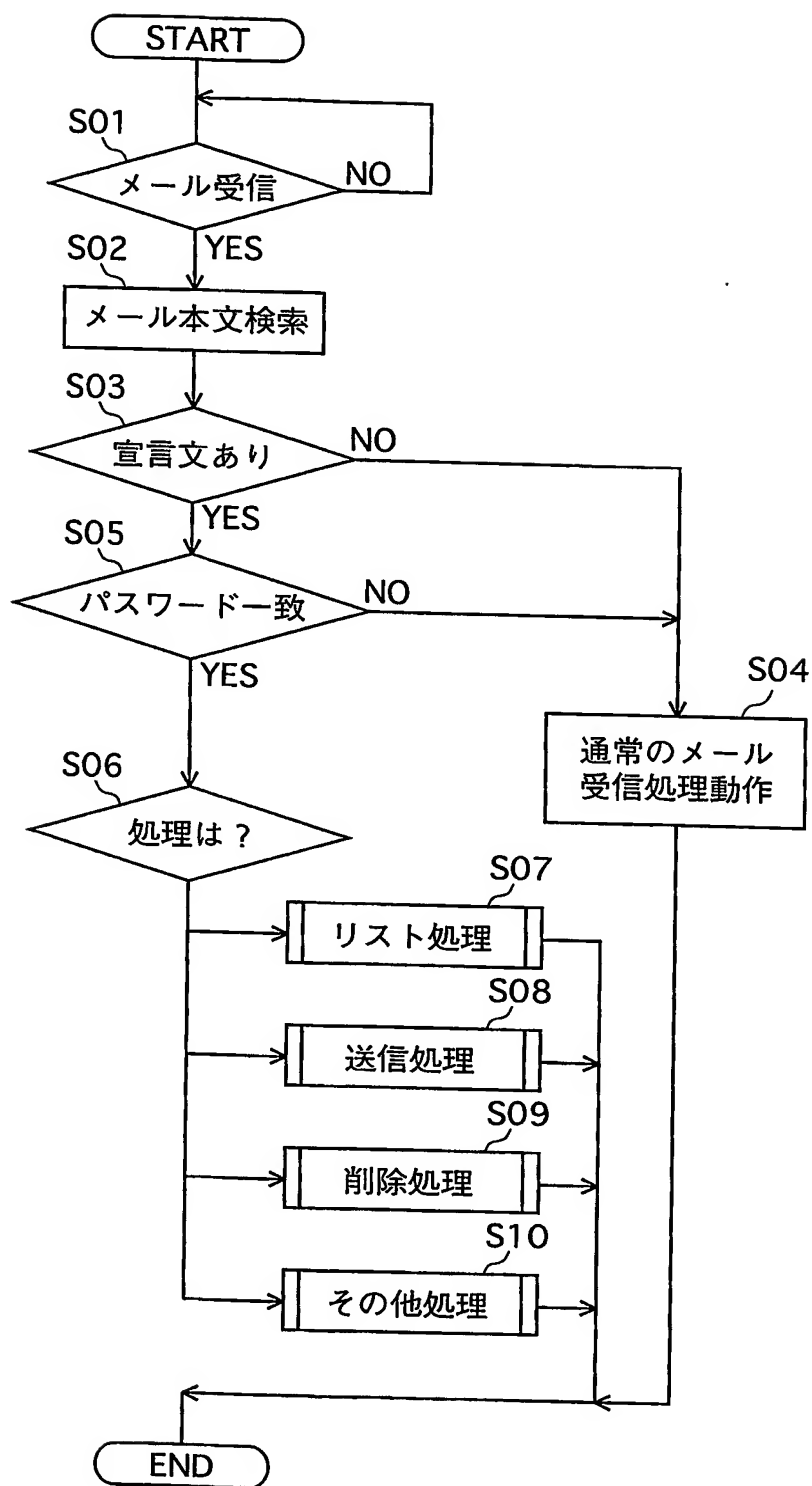 START
S01
メール受信
NO
YES
S02
メール本文検索
S03
宣言文あり
NO
YES
S05
パスワード一致
NO
YES
S04
通常のメール
受信処理動作
S06
処理は？
S07
リスト処理
S08
送信処理
S09
削除処理
S10
その他処理
END